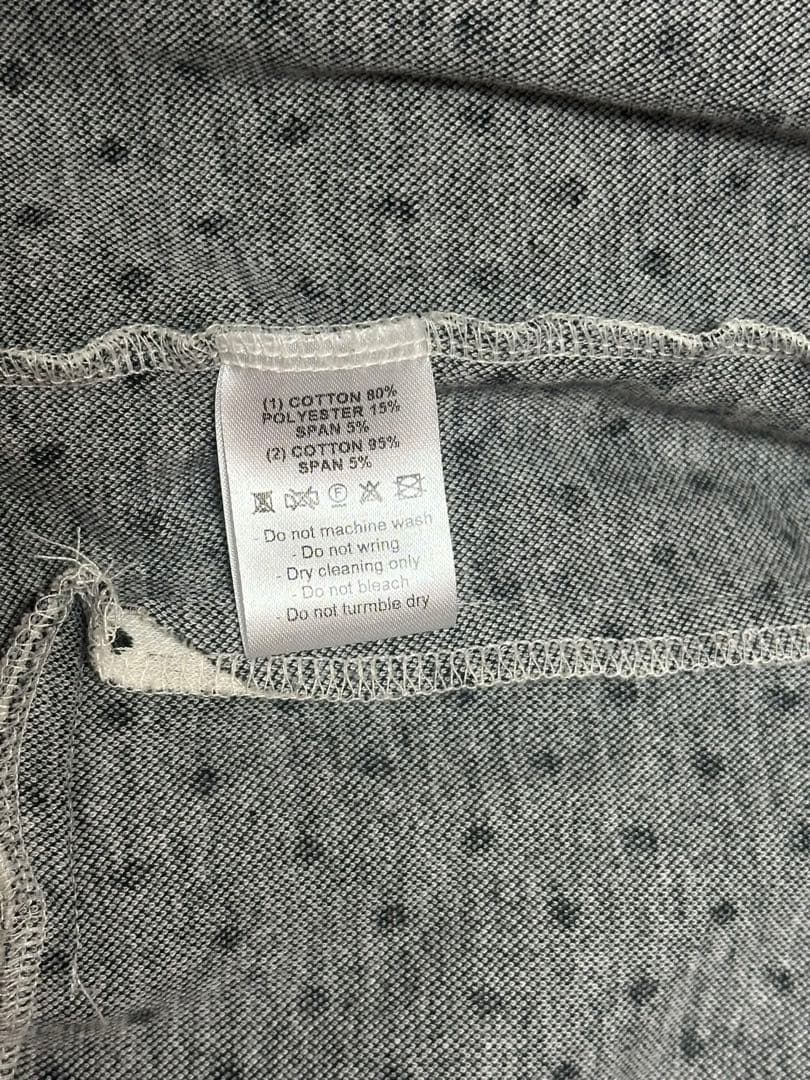 (1) COTTON 80%
POLYESTER 15%
SPAN 5%
(2) COTTON 95%
SPAN 5%
F
- Do not machine wash
- Do not wring
- Dry cleaning only
- Do not bleach
- Do not turmble dry